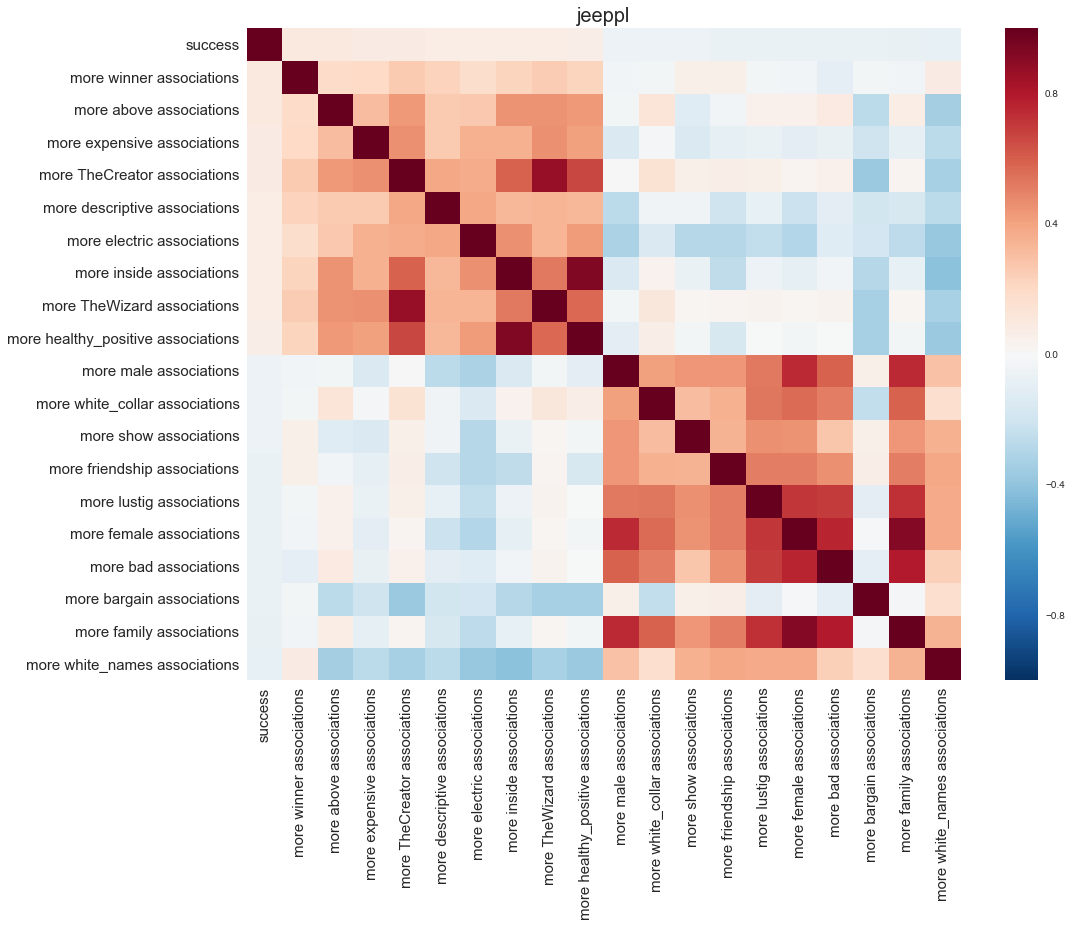 jeeppl
success
more winner associations
more above associations
more expensive associations
more TheCreator associations
more descriptive associations
more electric associations
more inside associations
more TheWizard associations
more healthy_positive associations
more male associations
more white_collar associations
more show associations
more friendship associations
more lustig associations
more female associations
more bad associations
more bargain associations
more family associations
more white_names associations
success
more winner associations
more above associations
more expensive associations
more TheCreator associations
more descriptive associations
more electric associations
more inside associations
more TheWizard associations
more healthy_positive associations
more male associations
more white_collar associations
more show associations
more friendship associations
more lustig associations
more female associations
more bad associations
more bargain associations
more family associations
more white_names associations
0.8
0.4
0.0
−0.4
−0.8